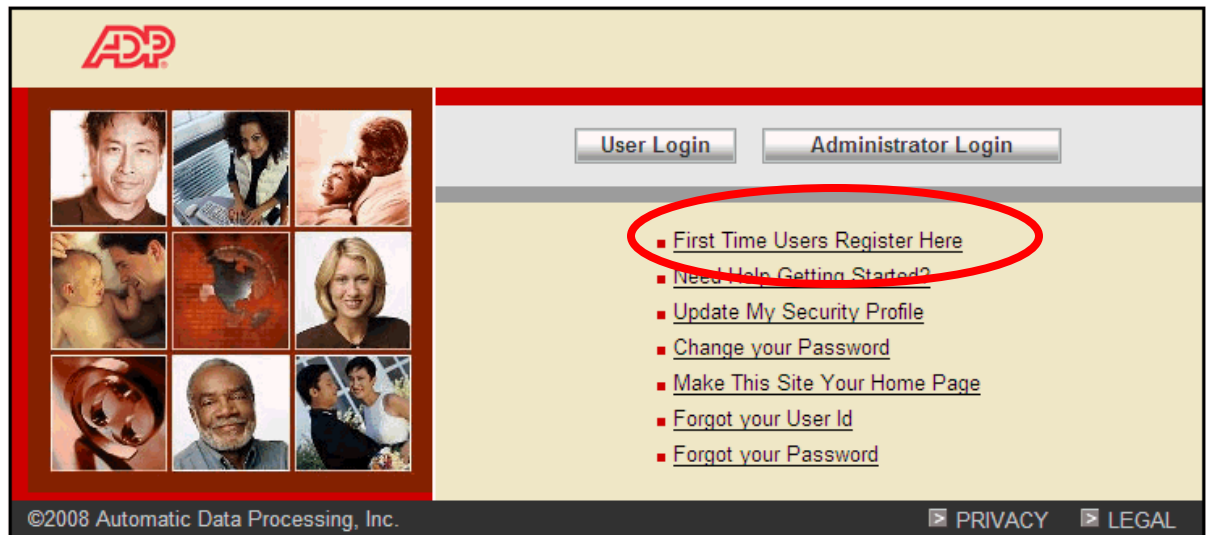 ADP
User Login Administrator Login
First Time Users Register Here
Need Help Getting Started?
Update My Security Profile
Change your Password
Make This Site Your Home Page
Forgot your User Id
Forgot your Password
©2008 Automatic Data Processing, Inc. PRIVACY LEGAL